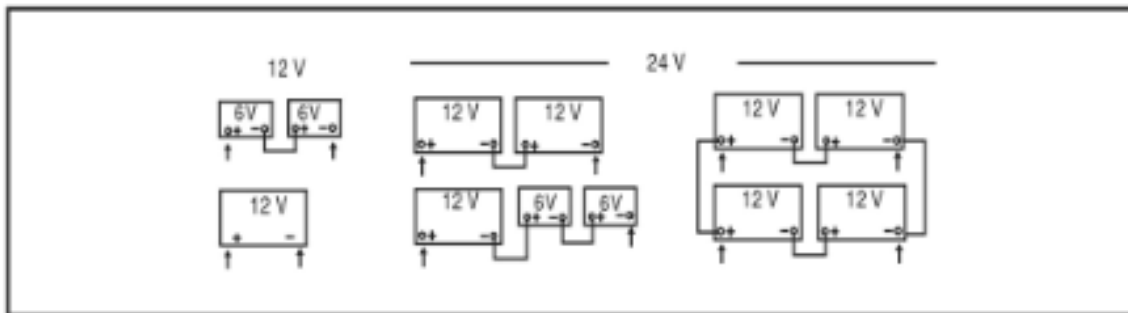 12 V
24 V
6V 6V
12 V 12 V
12 V 12 V
+ - + -
+ - + -
+ - + -
12 V
12 V 6V 6V
12 V 12 V
+ -
+ - + - + -
+ - + -